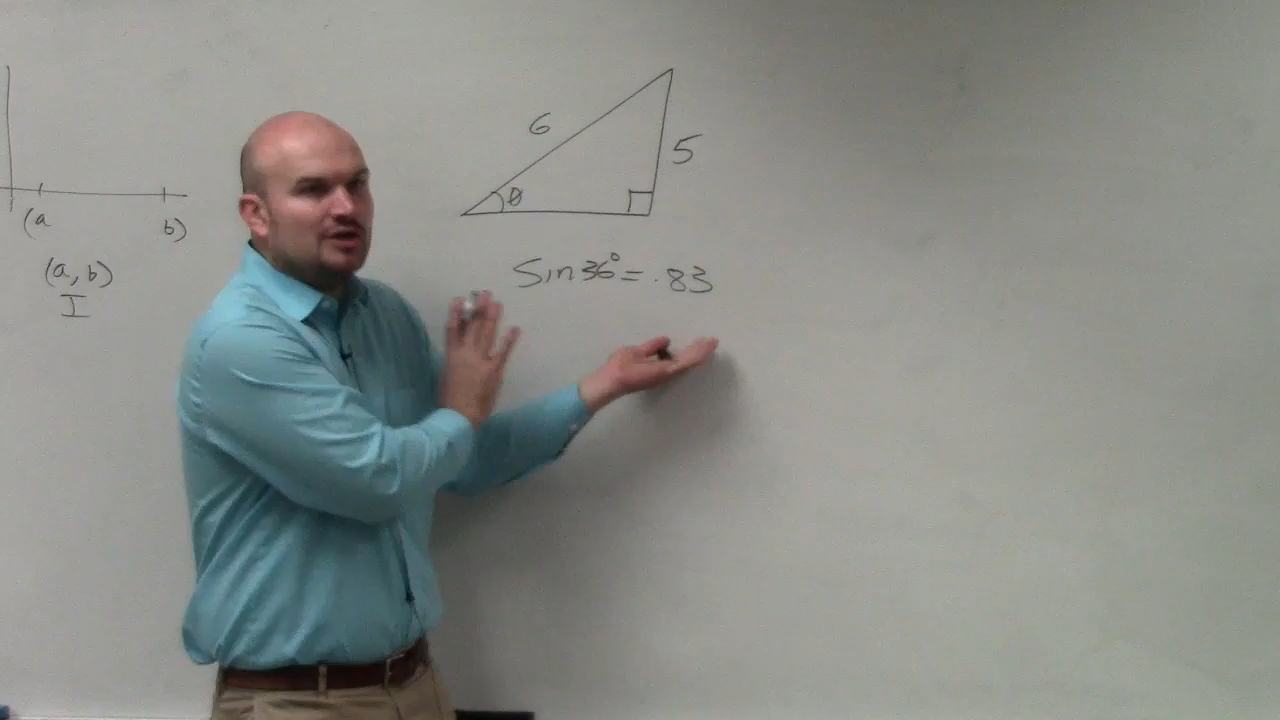 6
5
θ
(a b)
sin 36° = .83
(a, b)
I